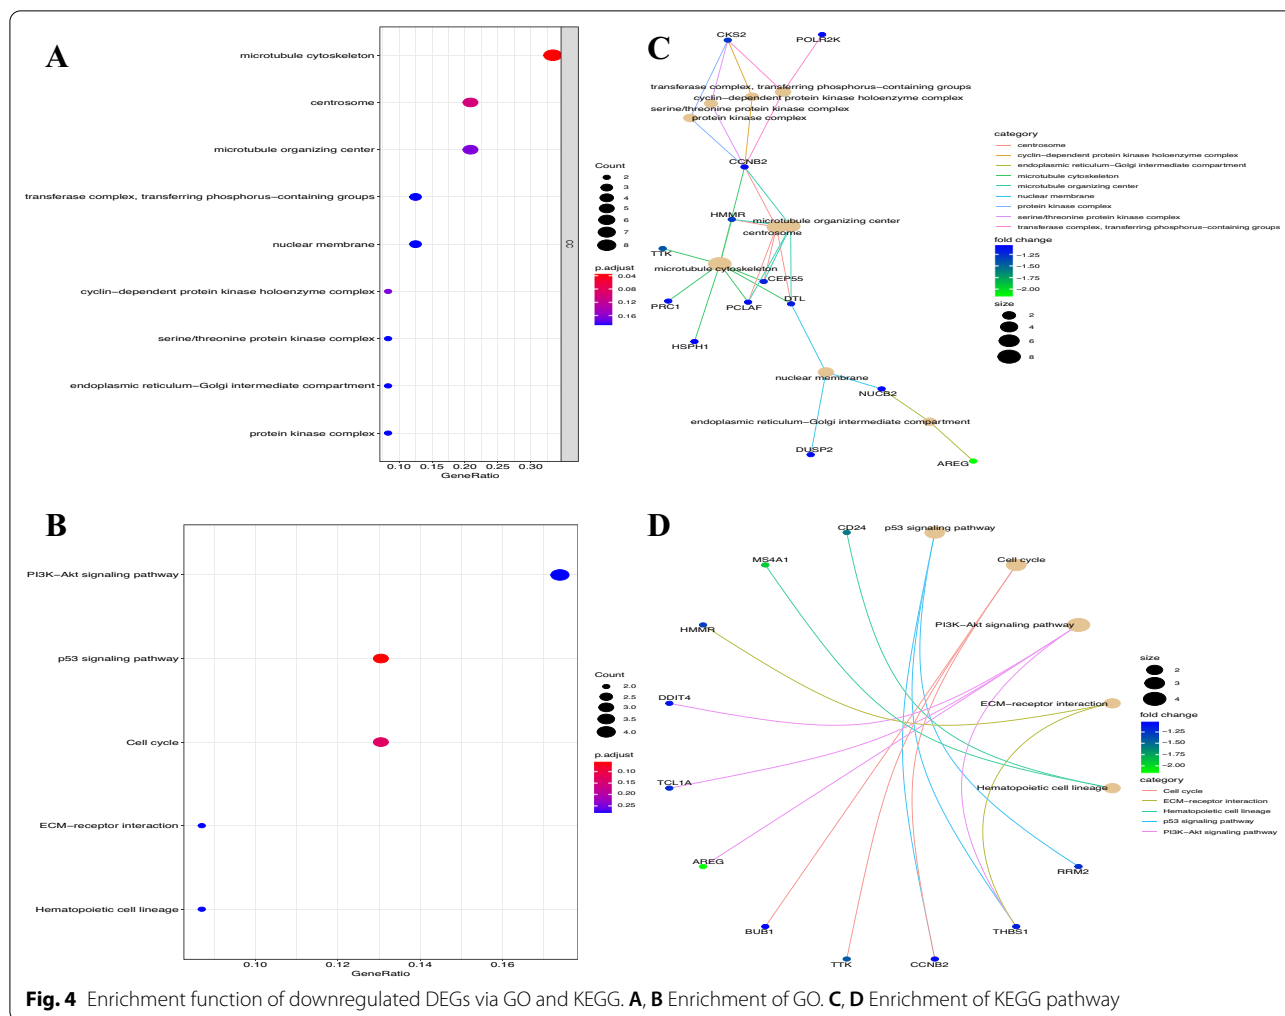 A
microtubule cytoskeleton
centrosome
microtubule organizing center
transferase complex, transferring phosphorus−containing groups
nuclear membrane
cyclin−dependent protein kinase holoenzyme complex
serine/threonine protein kinase complex
endoplasmic reticulum−Golgi intermediate compartment
protein kinase complex
0.10 0.15 0.20 0.25 0.30
GeneRatio
CC
Count
2
3
4
5
6
7
8
p.adjust
0.04
0.08
0.12
0.16
C
CKS2
POLR2K
transferase complex, transferring phosphorus−containing groups
cyclin−dependent protein kinase holoenzyme complex
serine/threonine protein kinase complex
protein kinase complex
CCNB2
HMMR
microtubule organizing center
centrosome
TTK
microtubule cytoskeleton
CEP55
PRC1
PCLAF
DTL
HSPH1
nuclear membrane
NUCB2
endoplasmic reticulum−Golgi intermediate compartment
DUSP2
AREG
category
centrosome
cyclin−dependent protein kinase holoenzyme complex
endoplasmic reticulum−Golgi intermediate compartment
microtubule cytoskeleton
microtubule organizing center
nuclear membrane
protein kinase complex
serine/threonine protein kinase complex
transferase complex, transferring phosphorus−containing groups
fold change
−1.25
−1.50
−1.75
−2.00
size
2
4
6
8
B
PI3K−Akt signaling pathway
p53 signaling pathway
Cell cycle
ECM−receptor interaction
Hematopoietic cell lineage
0.10 0.12 0.14 0.16
GeneRatio
Count
2.0
2.5
3.0
3.5
4.0
p.adjust
0.10
0.15
0.20
0.25
D
CD24
p53 signaling pathway
MS4A1
Cell cycle
HMMR
PI3K−Akt signaling pathway
DDIT4
ECM−receptor interaction
TCL1A
Hematopoietic cell lineage
AREG
RRM2
BUB1
THBS1
TTK
CCNB2
size
2
3
4
fold change
−1.25
−1.50
−1.75
−2.00
category
Cell cycle
ECM−receptor interaction
Hematopoietic cell lineage
p53 signaling pathway
PI3K−Akt signaling pathway
Fig. 4 Enrichment function of downregulated DEGs via GO and KEGG. A, B Enrichment of GO. C, D Enrichment of KEGG pathway